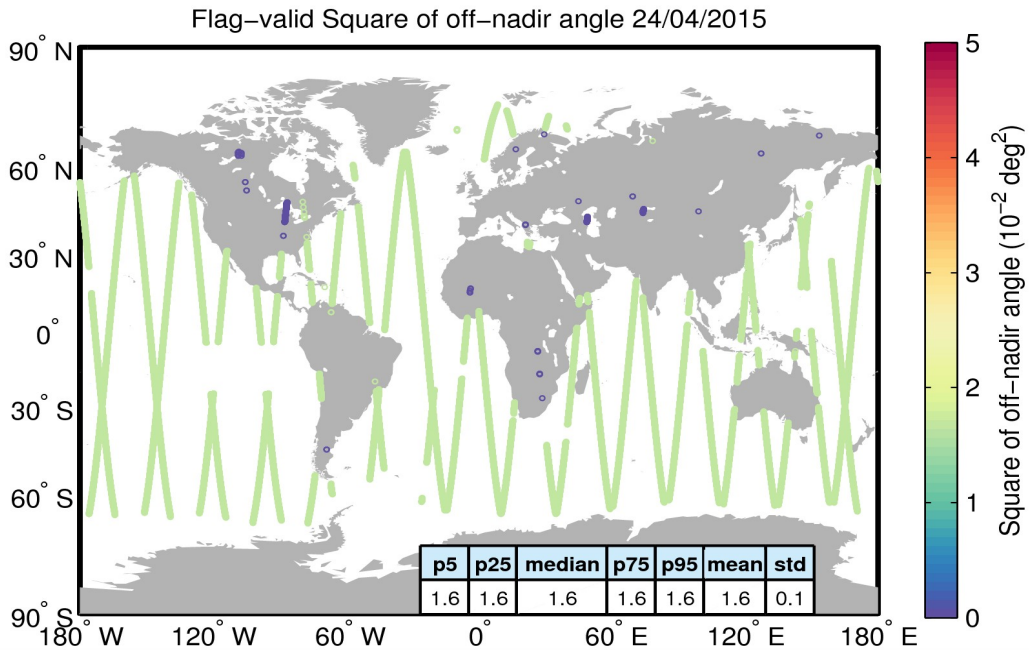 Flag−valid Square of off−nadir angle 24/04/2015
90° N
60° N
30° N
0°
30° S
60° S
90° S
180° W
120° W
60° W
0°
60° E
120° E
180° E
p5 p25 median p75 p95 mean std
1.6 1.6 1.6 1.6 1.6 1.6 0.1
5
4
3
2
1
0
Square of off−nadir angle (10⁻² deg²)